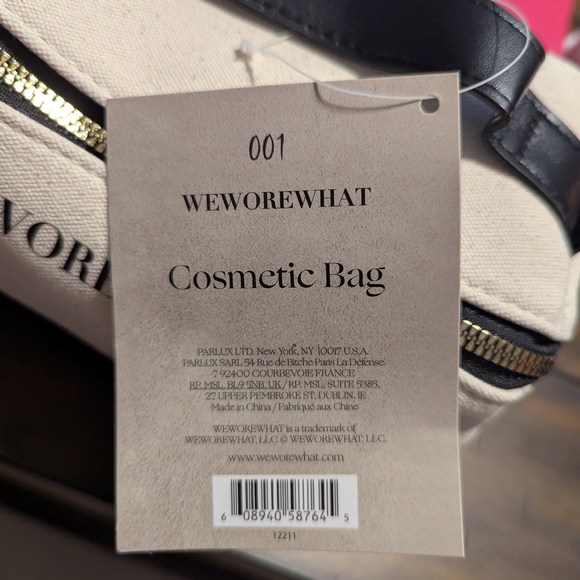 001
WEWOREWHAT
Cosmetic Bag
PARLUX LTD. New York, NY 10017 U.S.A.
PARLUX SARL 54 Rue de Bitche Paris La Défense
7 92400 COURBEVOIE FRANCE
RP. MSL, BL9 5NB, UK / RP. MSL, SUITE 5385,
27 UPPER PEMBROKE ST, DUBLIN, IE
Made in China / Fabriqué aux Chine
WEWOREWHAT is a trademark of
WEWOREWHAT, LLC © WEWOREWHAT, LLC.
www.weworewhat.com
6 08940 58764 5
12211